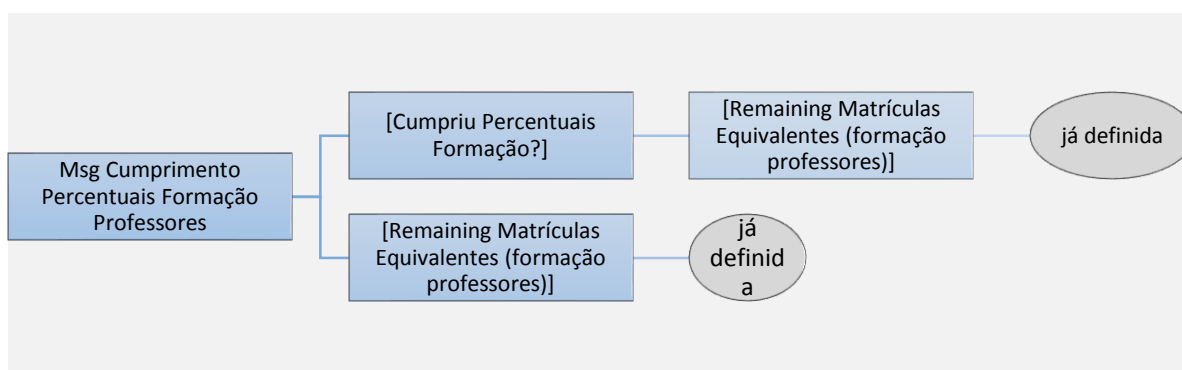 Msg Cumprimento
Percentuais Formação
Professores
[Cumpriu Percentuais
Formação?]
[Remaining Matrículas
Equivalentes (formação
professores)]
já definida
[Remaining Matrículas
Equivalentes (formação
professores)]
já
definid
a